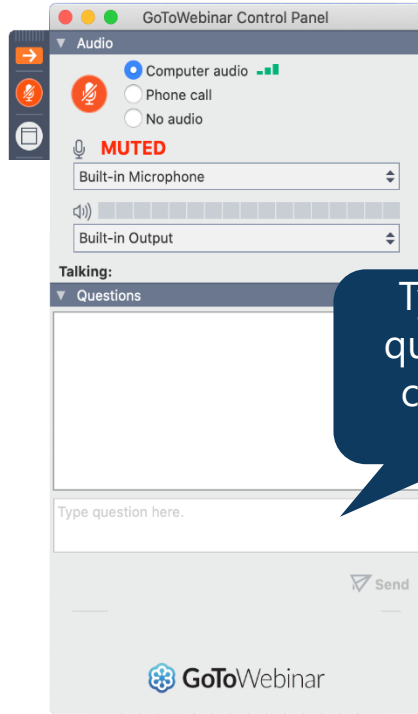 GoToWebinar Control Panel
Audio
Computer audio
Phone call
No audio
MUTED
Built-in Microphone
Built-in Output
Talking:
Questions
Type question here.
Send
GoToWebinar